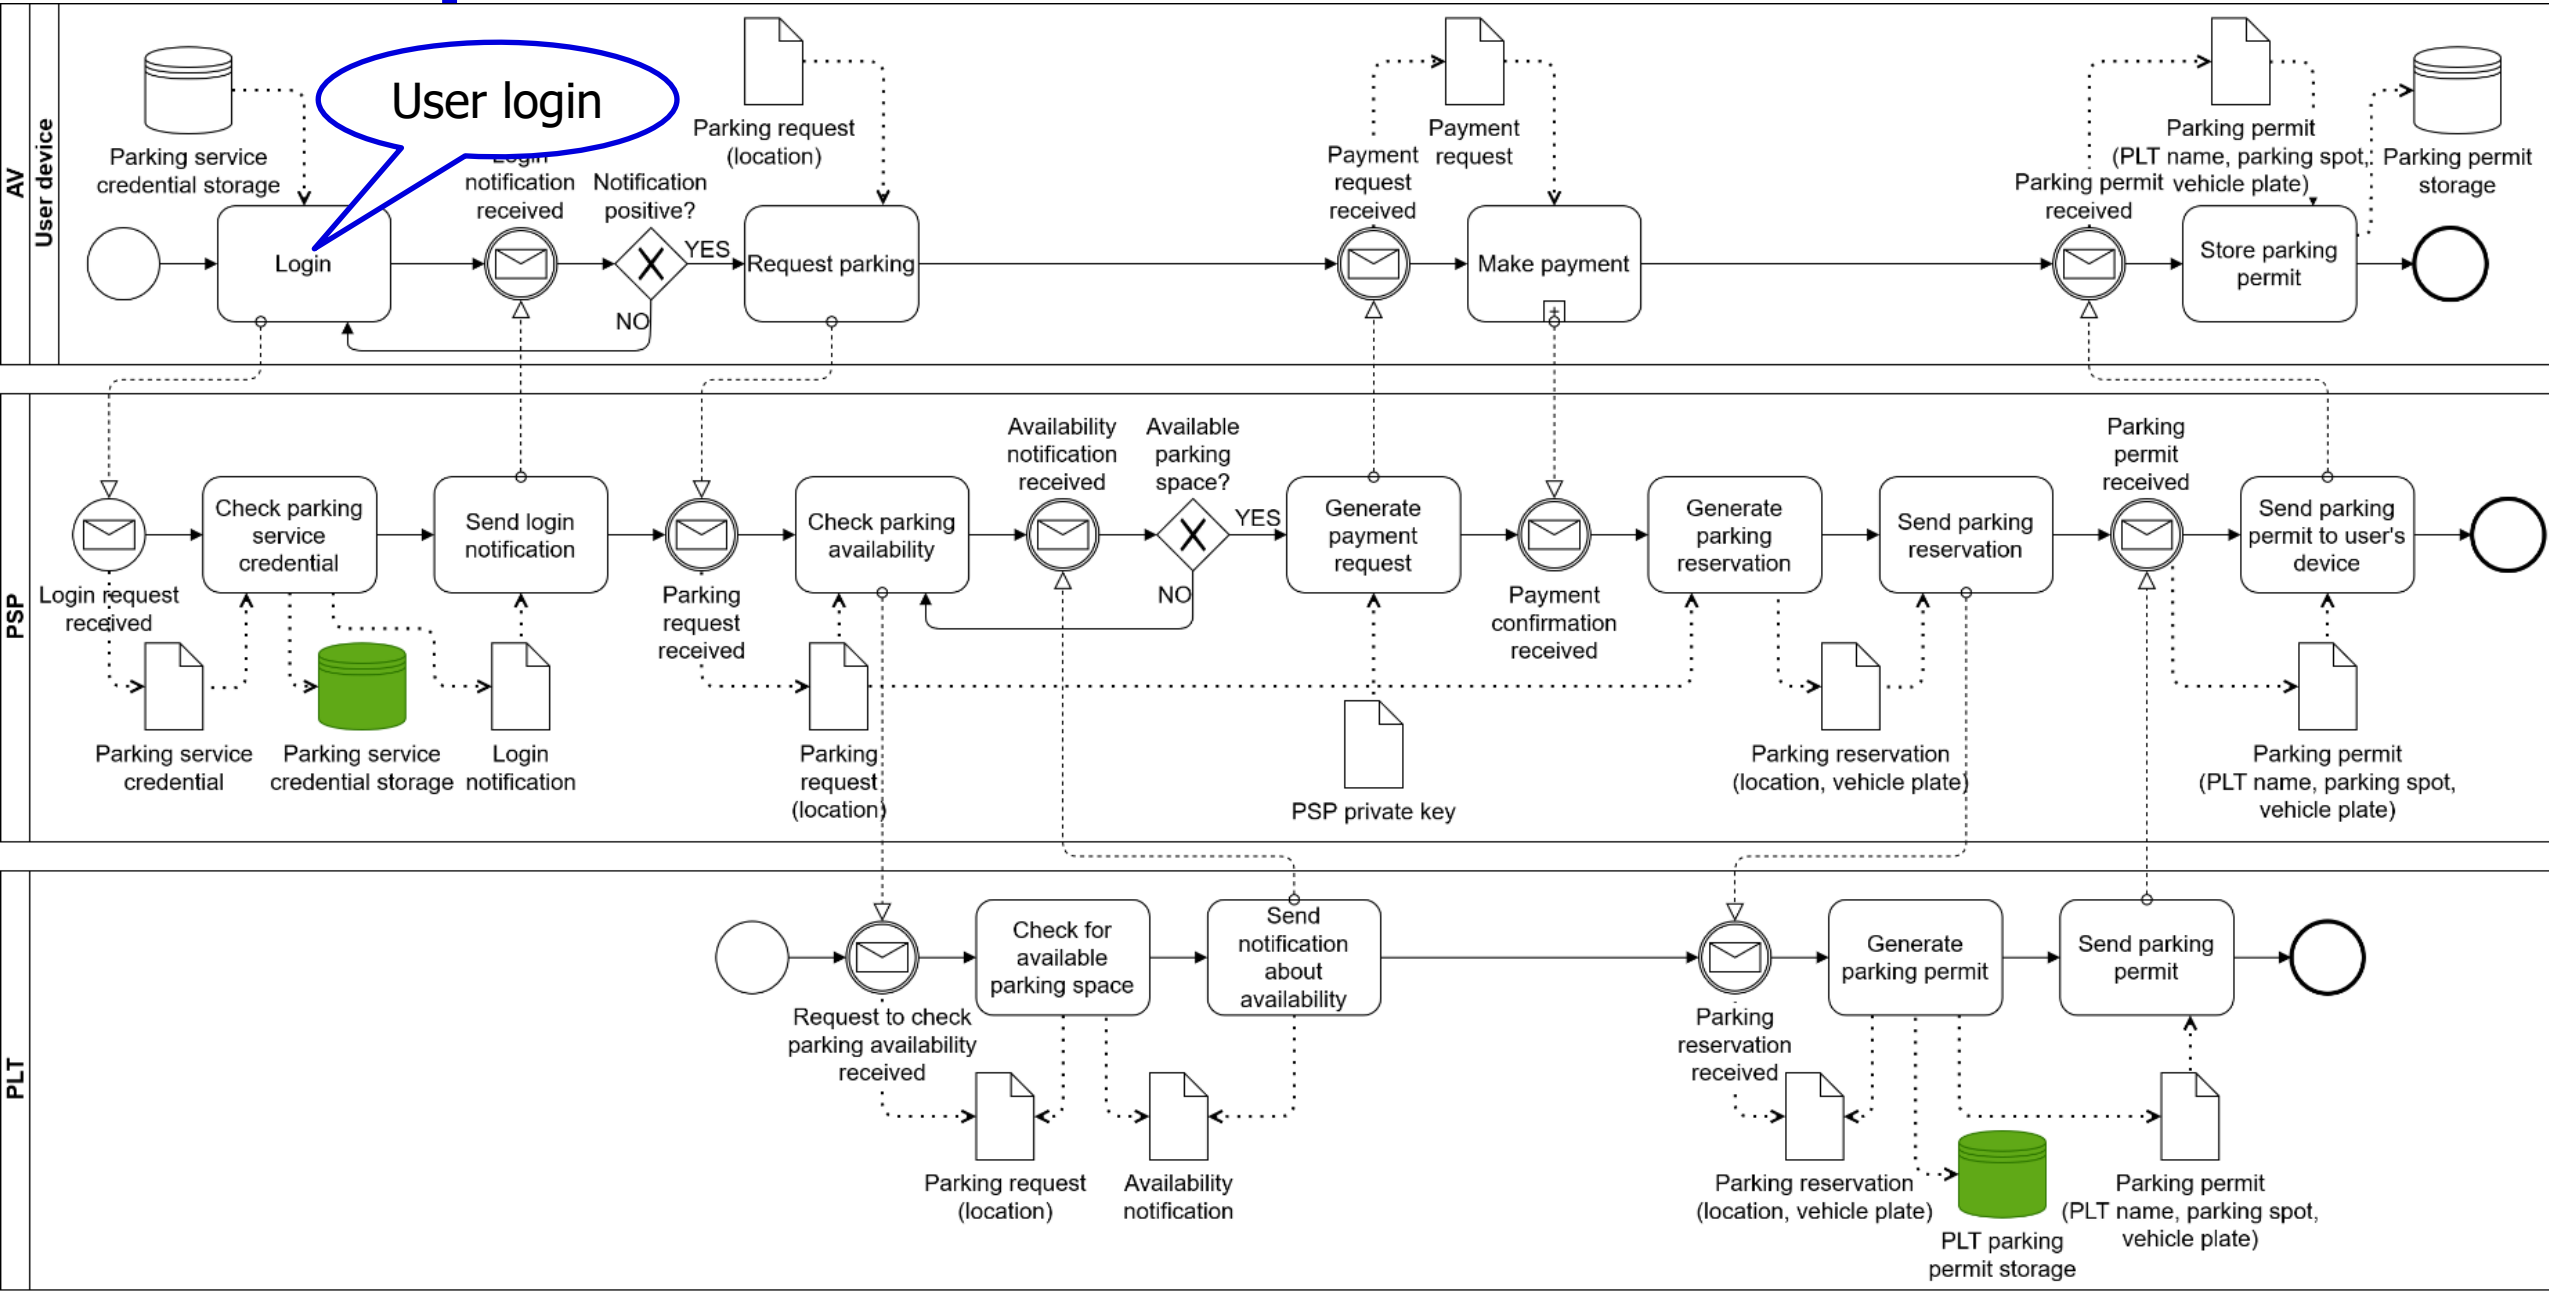 AV
User device
Parking service
credential storage
User login
Login
Login
notification
received
Notification
positive?
YES
NO
Parking request
(location)
Request parking
Payment
request
received
Payment
request
Make payment
Parking permit
received
Parking permit
(PLT name, parking spot,
vehicle plate)
Store parking
permit
Parking permit
storage
PSP
Login request
received
Check parking
service
credential
Parking service
credential
Parking service
credential storage
Send login
notification
Login
notification
Parking
request
received
Check parking
availability
Parking
request
(location)
Availability
notification
received
Available
parking
space?
YES
NO
Generate
payment
request
PSP private key
Payment
confirmation
received
Generate
parking
reservation
Parking reservation
(location, vehicle plate)
Send parking
reservation
Parking
permit
received
Send parking
permit to user's
device
Parking permit
(PLT name, parking spot,
vehicle plate)
PLT
Request to check
parking availability
received
Check for
available
parking space
Parking request
(location)
Send
notification
about
availability
Availability
notification
Parking
reservation
received
Parking reservation
(location, vehicle plate)
Generate
parking permit
PLT parking
permit storage
Send parking
permit
Parking permit
(PLT name, parking spot,
vehicle plate)